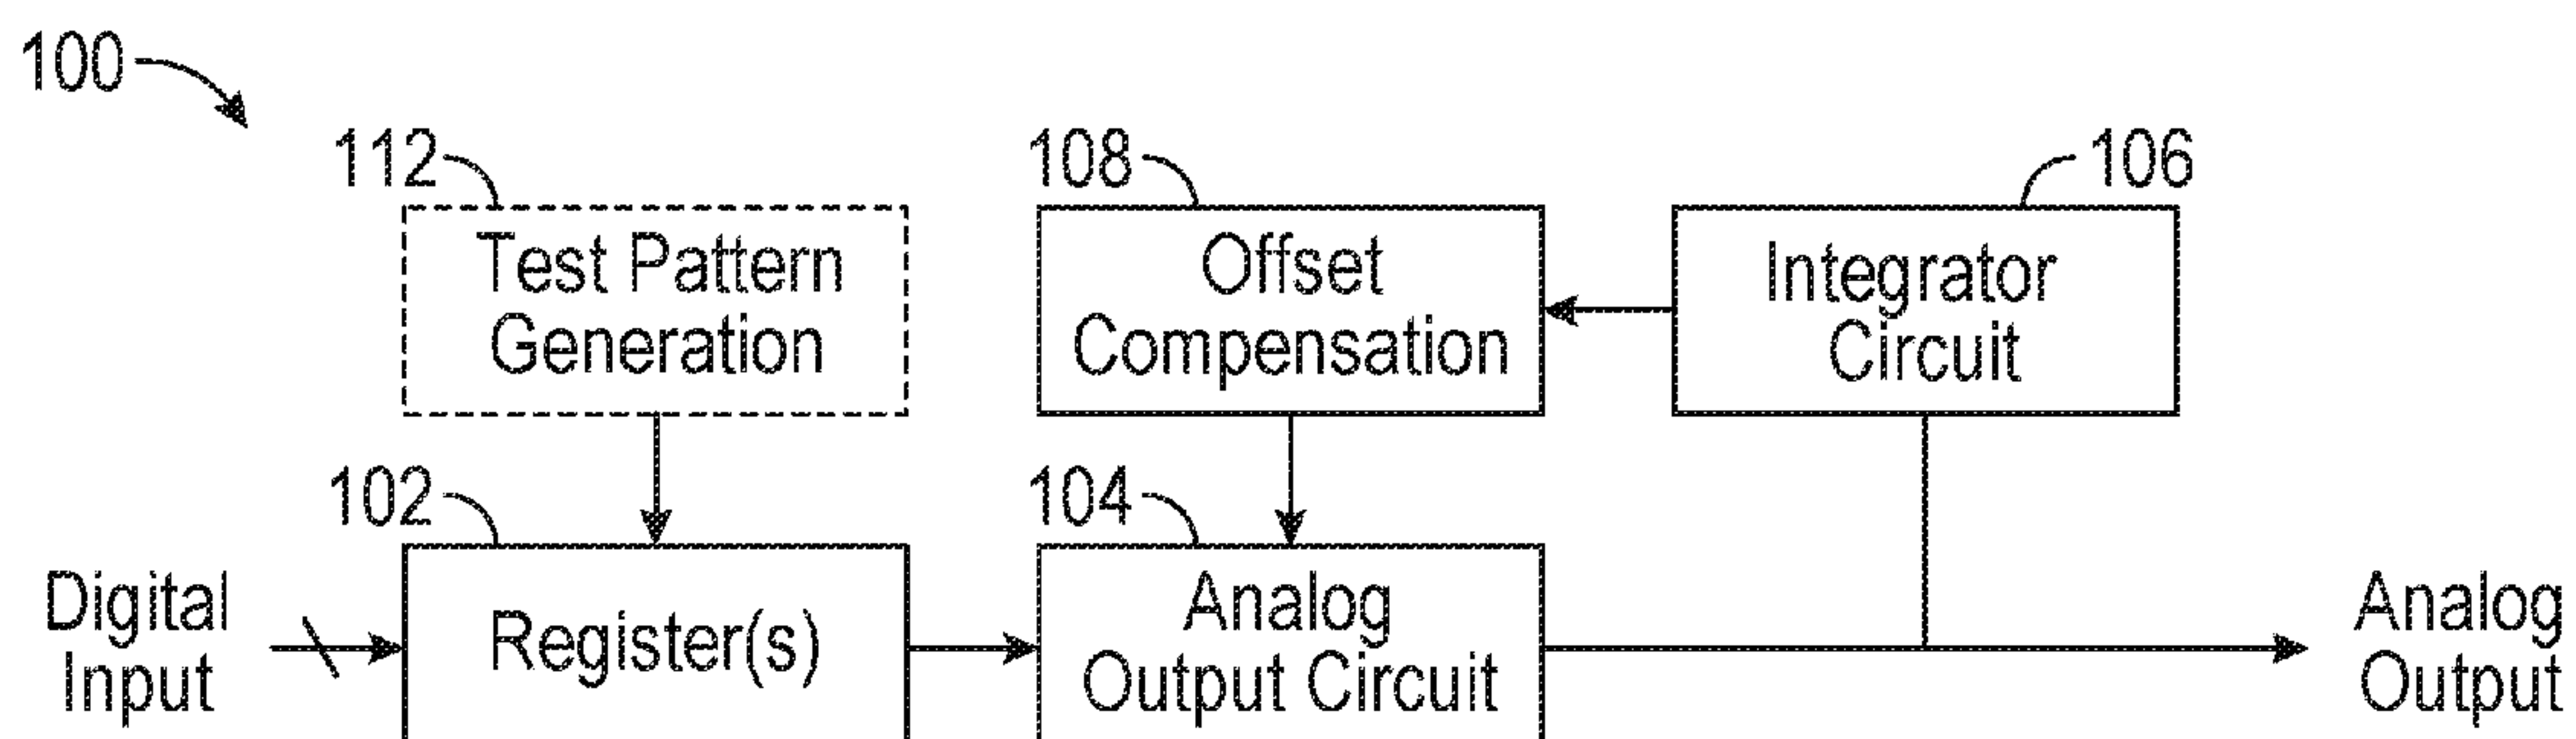 100
112
108
106
Test Pattern
Generation
Offset
Compensation
Integrator
Circuit
102
104
Digital
Input
Register(s)
Analog
Output Circuit
Analog
Output